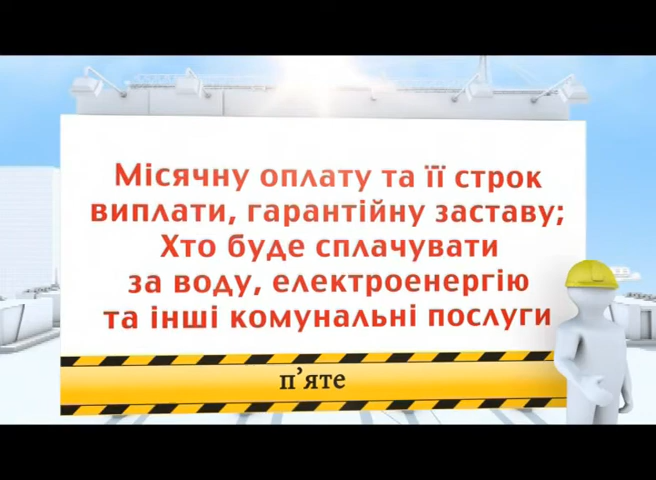 Місячну оплату та її строк
виплати, гарантійну заставу;
Хто буде сплачувати
за воду, електроенергію
та інші комунальні послуги
п’яте